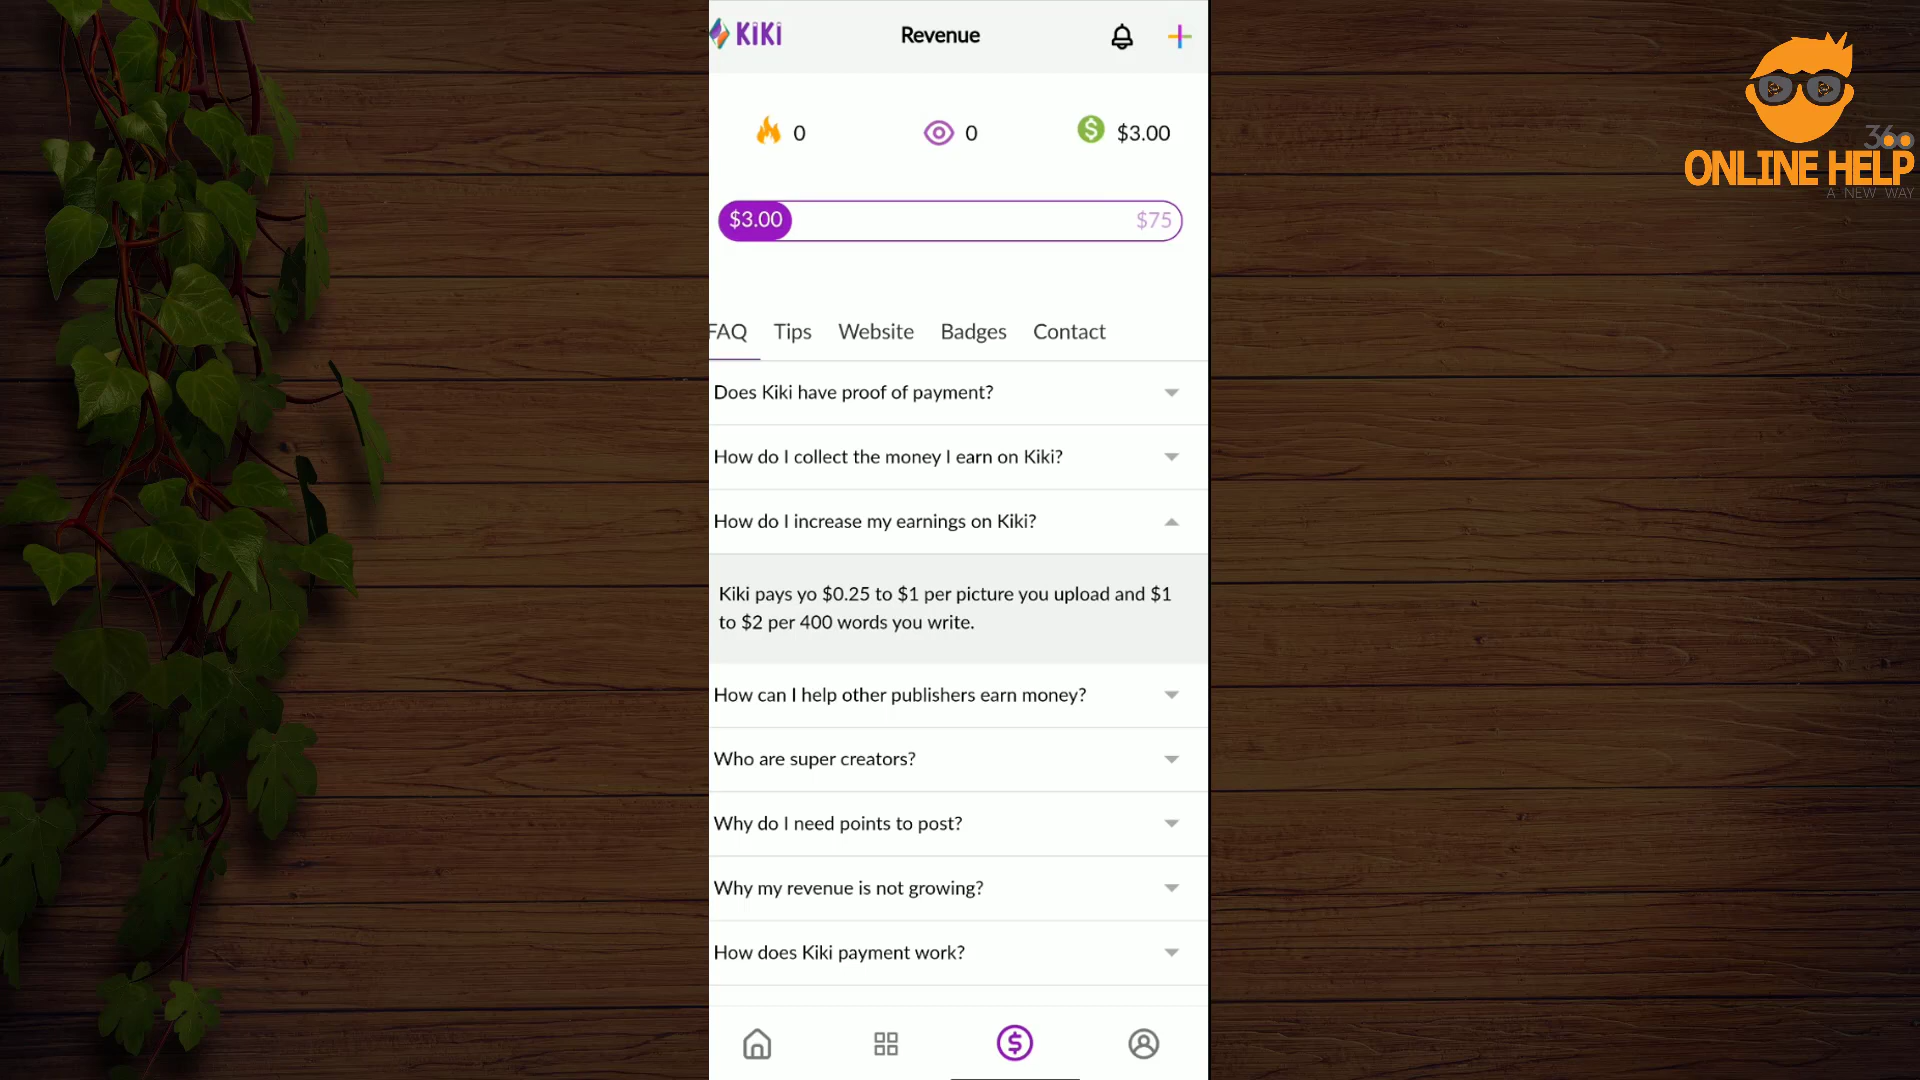 KiKi
Revenue
0
0
$3.00
$3.00
$75
FAQ
Tips
Website
Badges
Contact
Does Kiki have proof of payment?
How do I collect the money I earn on Kiki?
How do I increase my earnings on Kiki?
Kiki pays yo $0.25 to $1 per picture you upload and $1
to $2 per 400 words you write.
How can I help other publishers earn money?
Who are super creators?
Why do I need points to post?
Why my revenue is not growing?
How does Kiki payment work?
360
ONLINE HELP
A NEW WAY